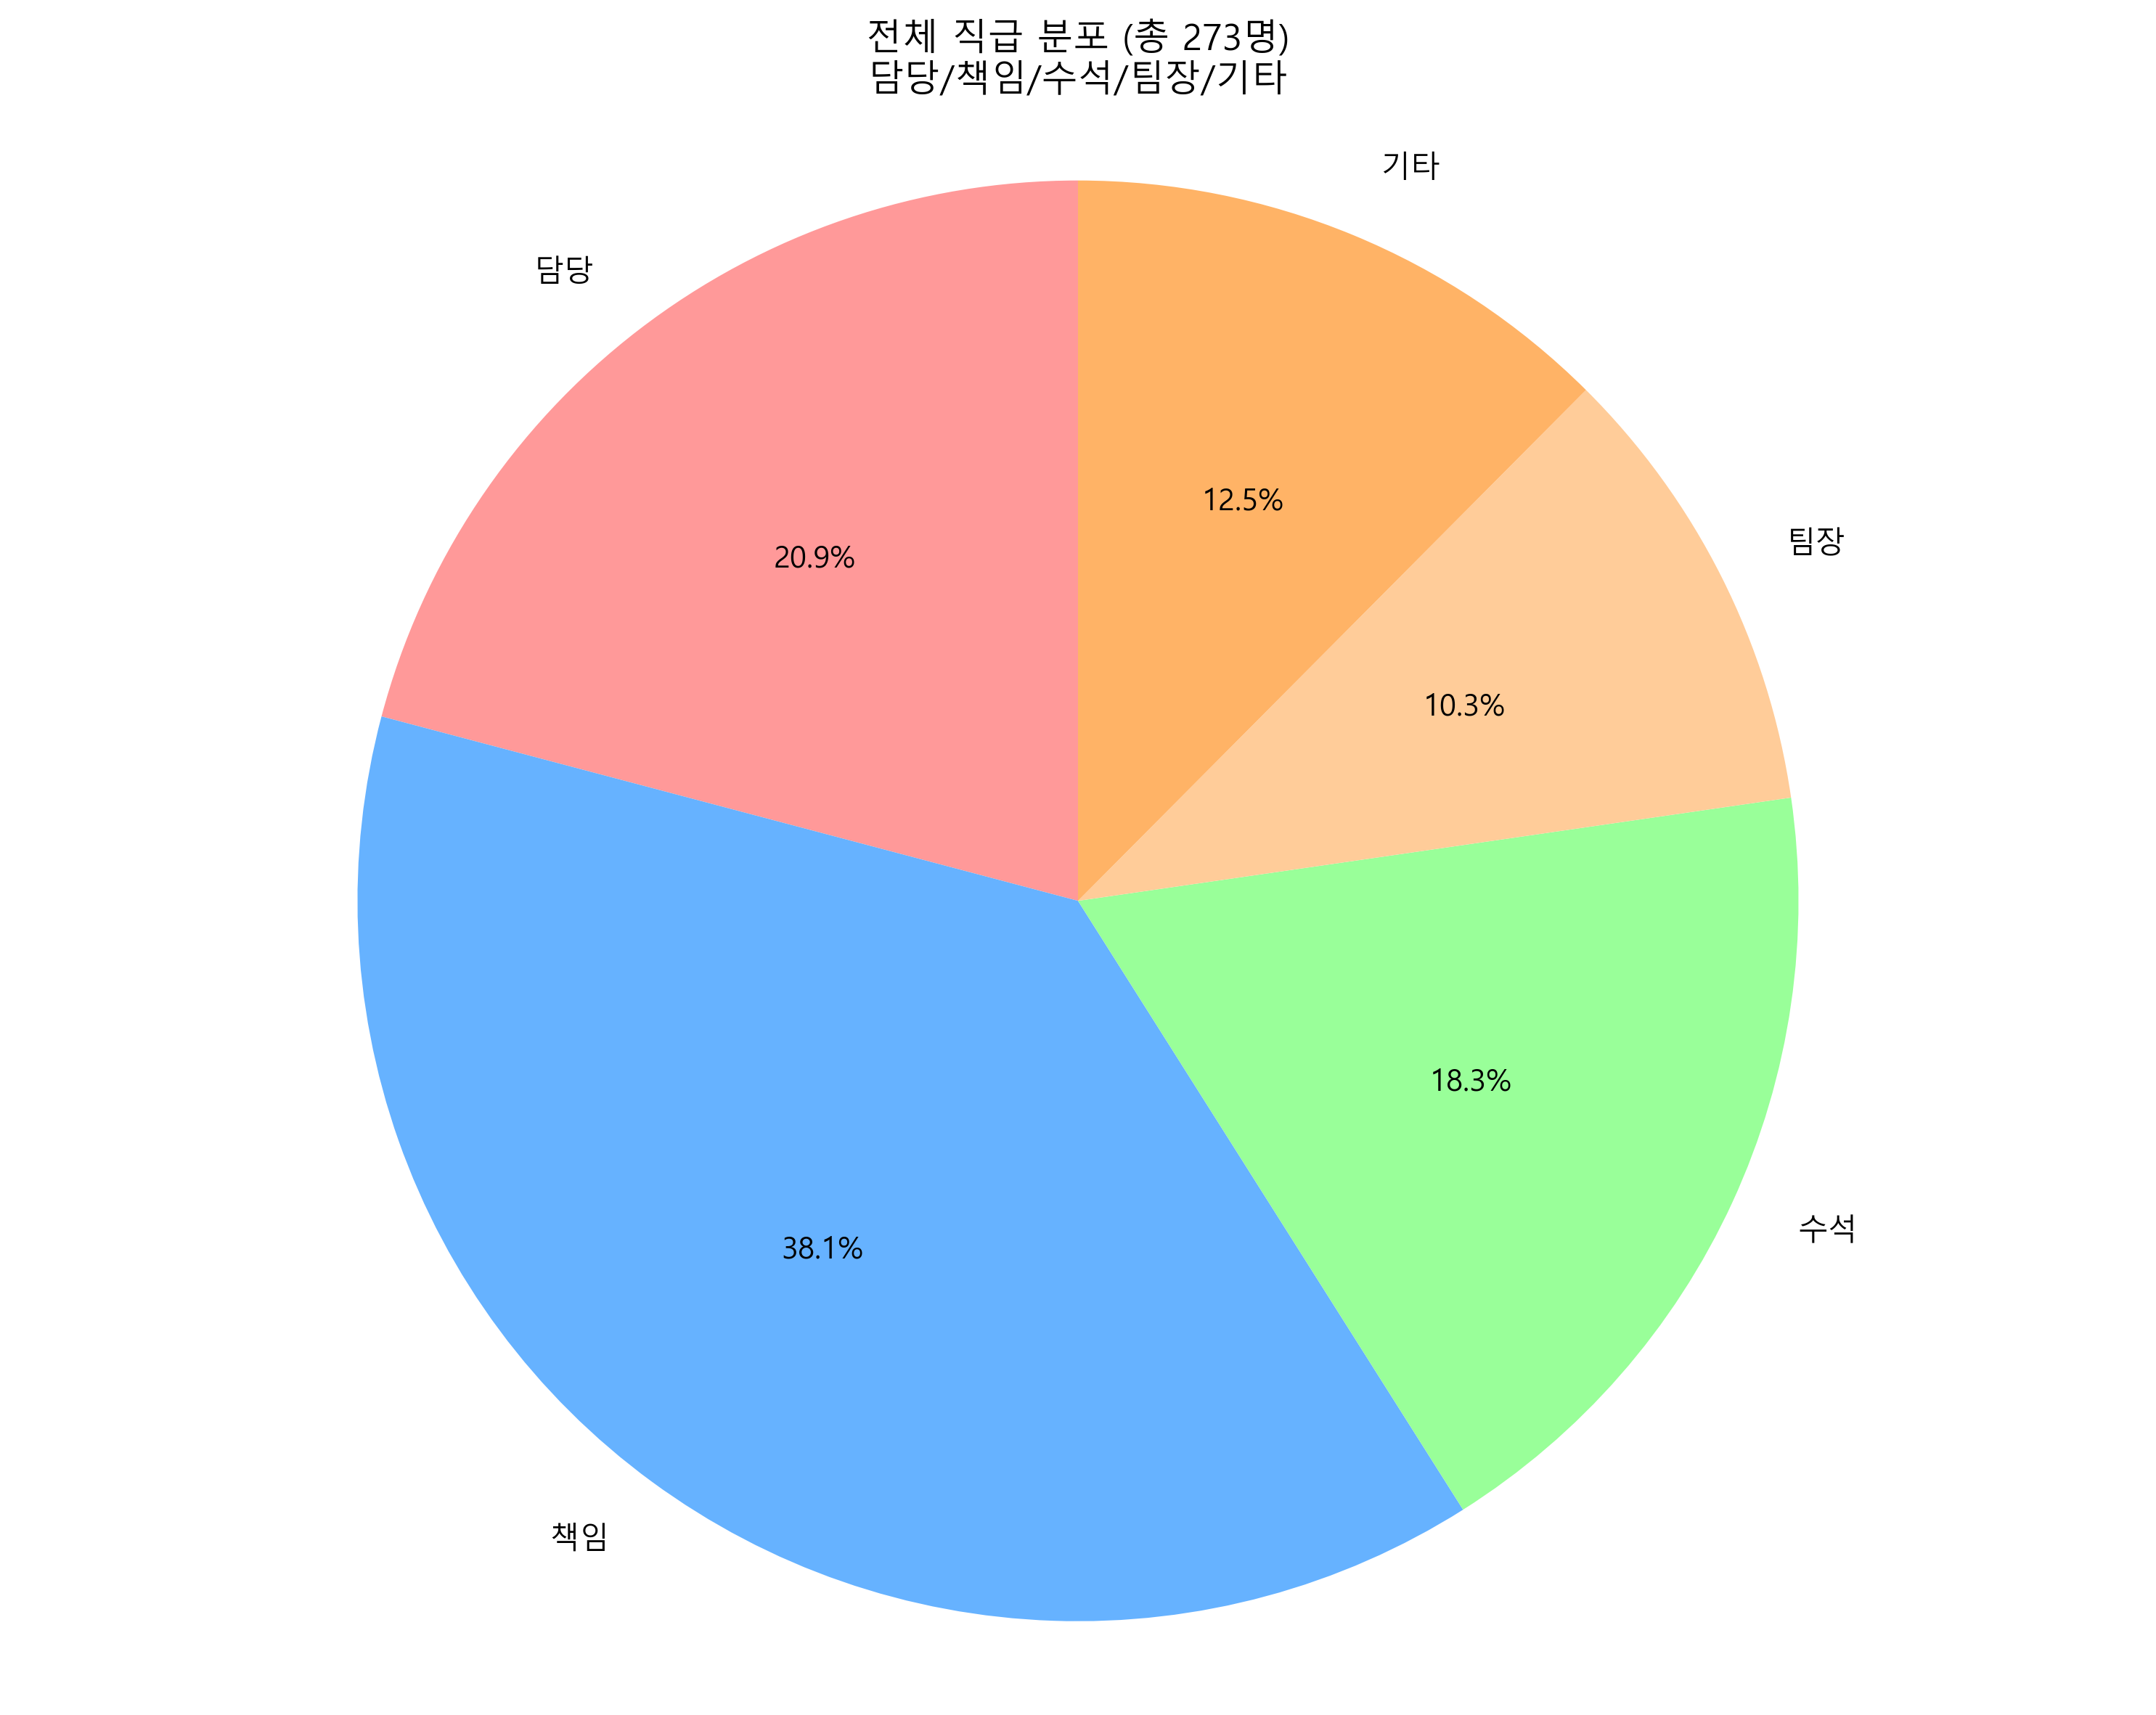 전체 직급 분포 (총 273명)
담당/책임/수석/팀장/기타
기타
담당
12.5%
20.9%
팀장
10.3%
18.3%
수석
38.1%
책임